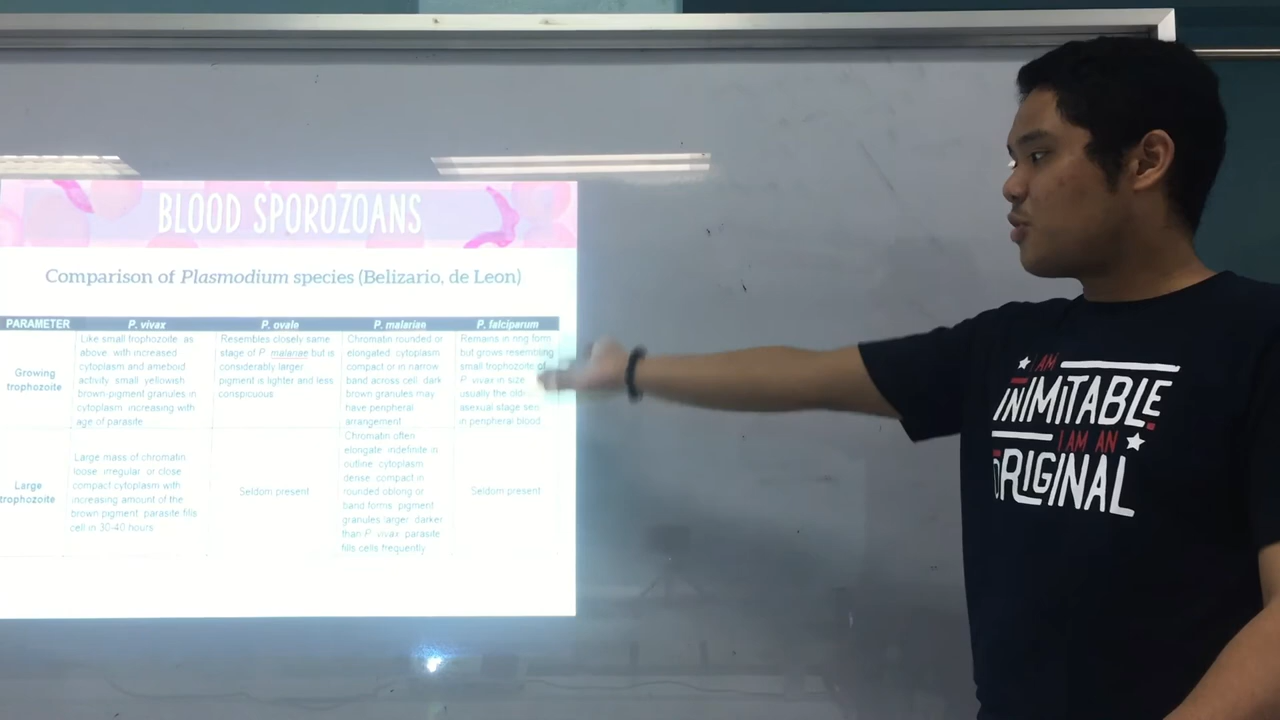 BLOOD SPOROZOANS
Comparison of Plasmodium species (Belizario, de Leon)
PARAMETER P. vivax P. ovale P. malariae P. falciparum
Growing
trophozoite
Like small trophozoite as
above, with increased
cytoplasm and ameboid
activity small yellowish
brown-pigment granules in
cytoplasm, increasing with
age of parasite
Resembles closely same
stage of P. malariae but is
considerably larger
pigment is lighter and less
conspicuous
Chromatin rounded or
elongated cytoplasm
compact or in narrow
band across cell, dark
brown granules may
have peripheral
arrangement
Remains in ring form
but grows resembling
small trophozoite of
P. vivax in size
usually the
asexual stage
in peripheral blood
Large
trophozoite
Large mass of chromatin
loose irregular or close
compact cytoplasm with
increasing amount of the
brown pigment, parasite fills
cell in 30-40 hours
Seldom present
Chromatin often
elongate indefinite in
outline, cytoplasm
dense compact in
rounded oblong or
band forms, pigment
granules larger, darker
than P. vivax, parasite
fills cells frequently
Seldom present
I AM
INIMITABLE
I AM AN
ORIGINAL